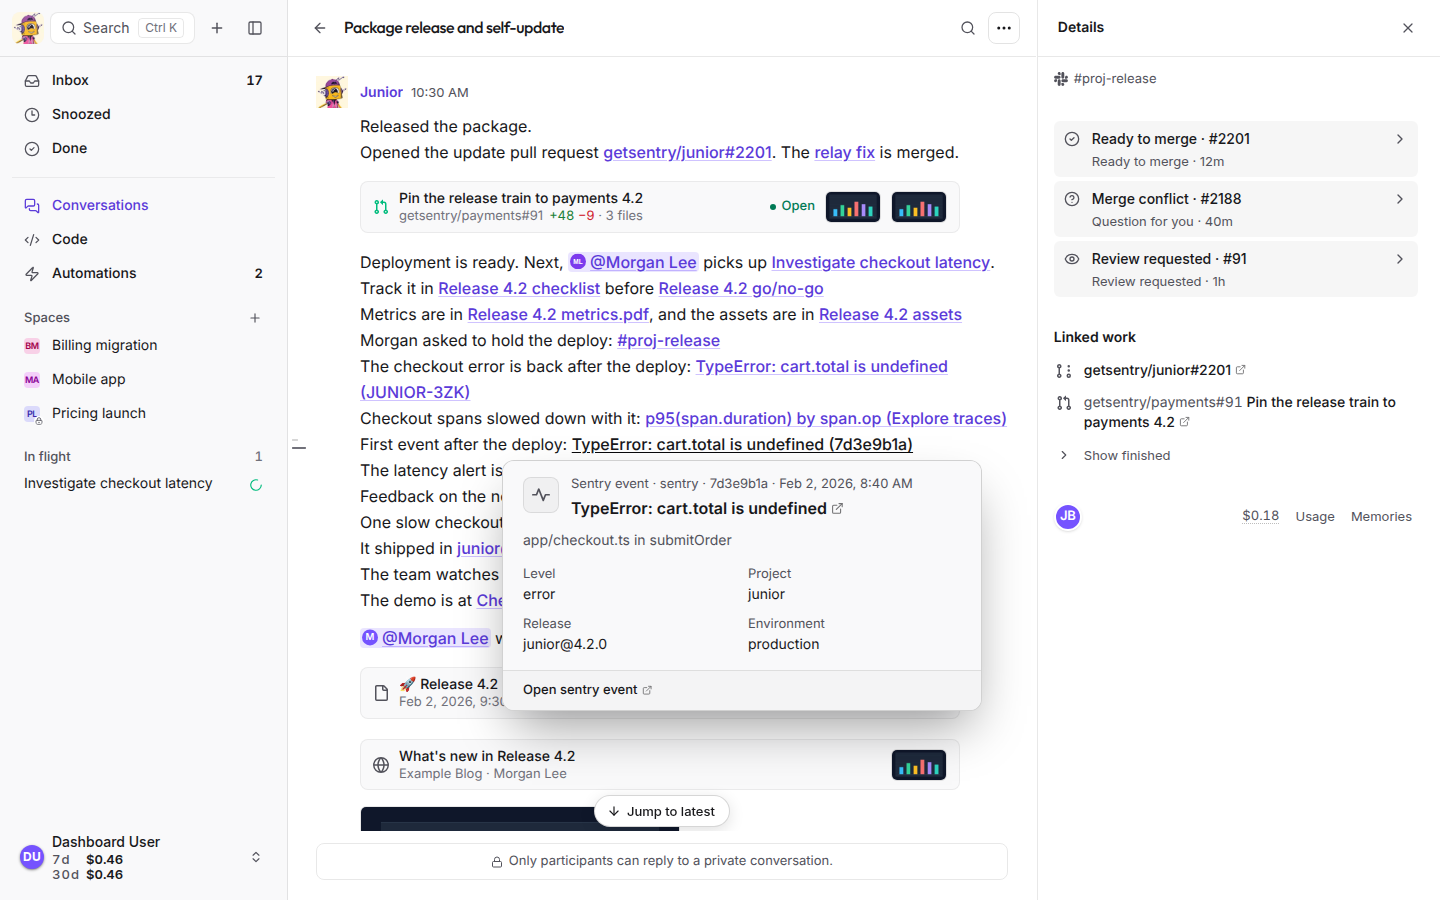 Search
Ctrl K
Inbox
17
Snoozed
Done
Conversations
Code
Automations
2
Spaces
BM
Billing migration
MA
Mobile app
PL
Pricing launch
In flight
1
Investigate checkout latency
DU
Dashboard User
7d $0.46
30d $0.46
Package release and self-update
Junior 10:30 AM
Released the package.
Opened the update pull request getsentry/junior#2201. The relay fix is merged.
Pin the release train to payments 4.2
getsentry/payments#91 +48 −9 · 3 files
Open
Deployment is ready. Next, ML @Morgan Lee picks up Investigate checkout latency.
Track it in Release 4.2 checklist before Release 4.2 go/no-go
Metrics are in Release 4.2 metrics.pdf, and the assets are in Release 4.2 assets
Morgan asked to hold the deploy: #proj-release
The checkout error is back after the deploy: TypeError: cart.total is undefined
(JUNIOR-3ZK)
Checkout spans slowed down with it: p95(span.duration) by span.op (Explore traces)
First event after the deploy: TypeError: cart.total is undefined (7d3e9b1a)
The latency alert is
Feedback on the
One slow checkout
It shipped in junior
The team watches
The demo is at
M @Morgan Lee
🚀 Release 4.2
Feb 2, 2026,
Sentry event · sentry · 7d3e9b1a · Feb 2, 2026, 8:40 AM
TypeError: cart.total is undefined
app/checkout.ts in submitOrder
Level
error
Project
junior
Release
junior@4.2.0
Environment
production
Open sentry event
What's new in Release 4.2
Example Blog · Morgan Lee
Jump to latest
Only participants can reply to a private conversation.
Details
#proj-release
Ready to merge · #2201
Ready to merge · 12m
Merge conflict · #2188
Question for you · 40m
Review requested · #91
Review requested · 1h
Linked work
getsentry/junior#2201
getsentry/payments#91 Pin the release train to
payments 4.2
Show finished
JB
$0.18
Usage
Memories